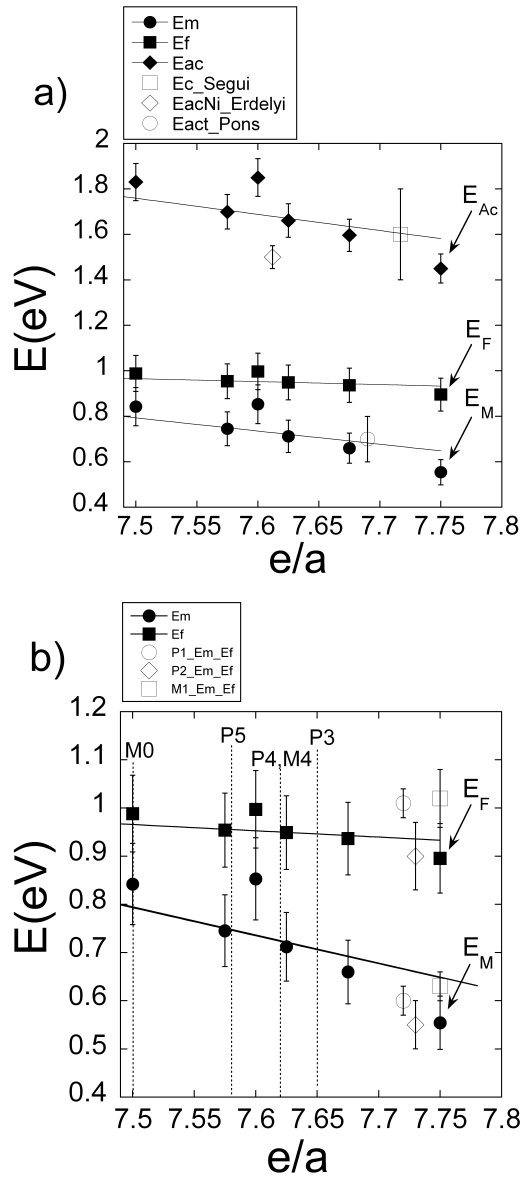 Em
Ef
Eac
Ec_Segui
EacNi_Erdelyi
Eact_Pons
a)
2
1.8
1.6
1.4
1.2
1
0.8
0.6
0.4
E(eV)
E_Ac
E_F
E_M
7.5 7.55 7.6 7.65 7.7 7.75 7.8
e/a
Em
Ef
P1_Em_Ef
P2_Em_Ef
M1_Em_Ef
b)
1.2
1.1
1
0.9
0.8
0.7
0.6
0.5
0.4
E(eV)
M0
P5
P4,M4
P3
E_F
E_M
7.5 7.55 7.6 7.65 7.7 7.75 7.8
e/a